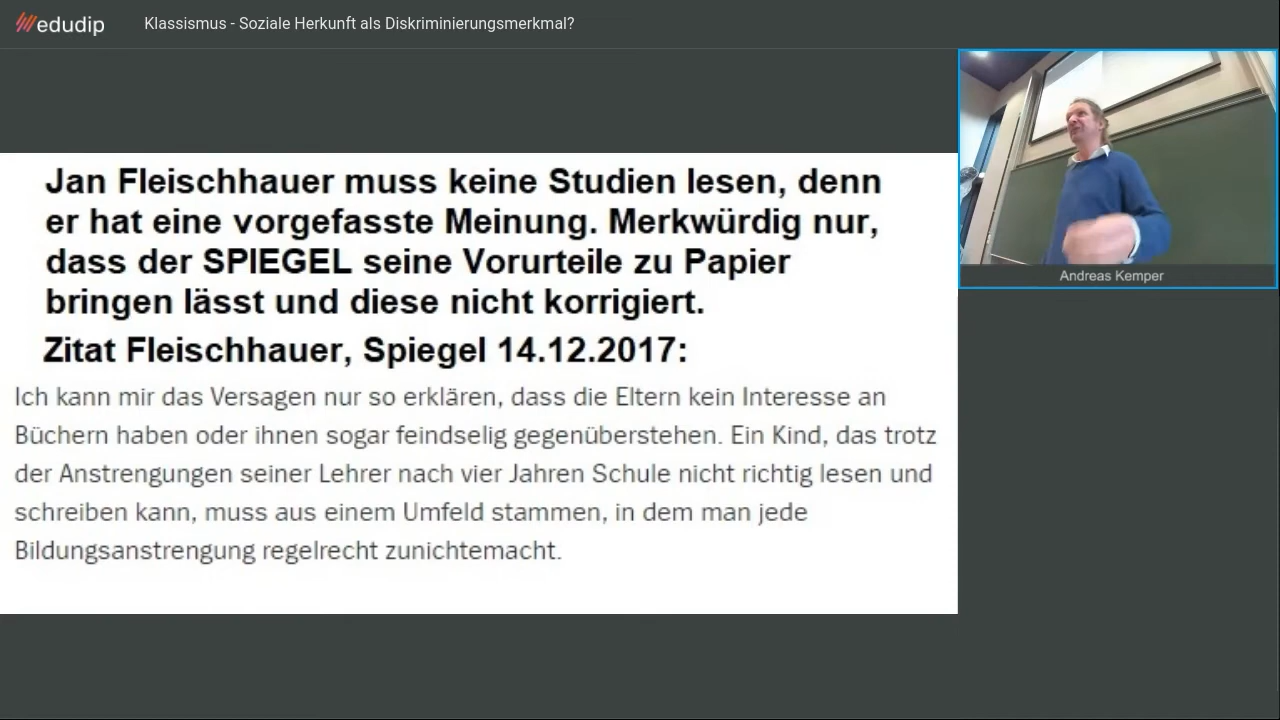 edudip
Klassismus - Soziale Herkunft als Diskriminierungsmerkmal?
Jan Fleischhauer muss keine Studien lesen, denn
er hat eine vorgefasste Meinung. Merkwürdig nur,
dass der SPIEGEL seine Vorurteile zu Papier
bringen lässt und diese nicht korrigiert.
Zitat Fleischhauer, Spiegel 14.12.2017:
Ich kann mir das Versagen nur so erklären, dass die Eltern kein Interesse an
Büchern haben oder ihnen sogar feindselig gegenüberstehen. Ein Kind, das trotz
der Anstrengungen seiner Lehrer nach vier Jahren Schule nicht richtig lesen und
schreiben kann, muss aus einem Umfeld stammen, in dem man jede
Bildungsanstrengung regelrecht zunichtemacht.
Andreas Kemper